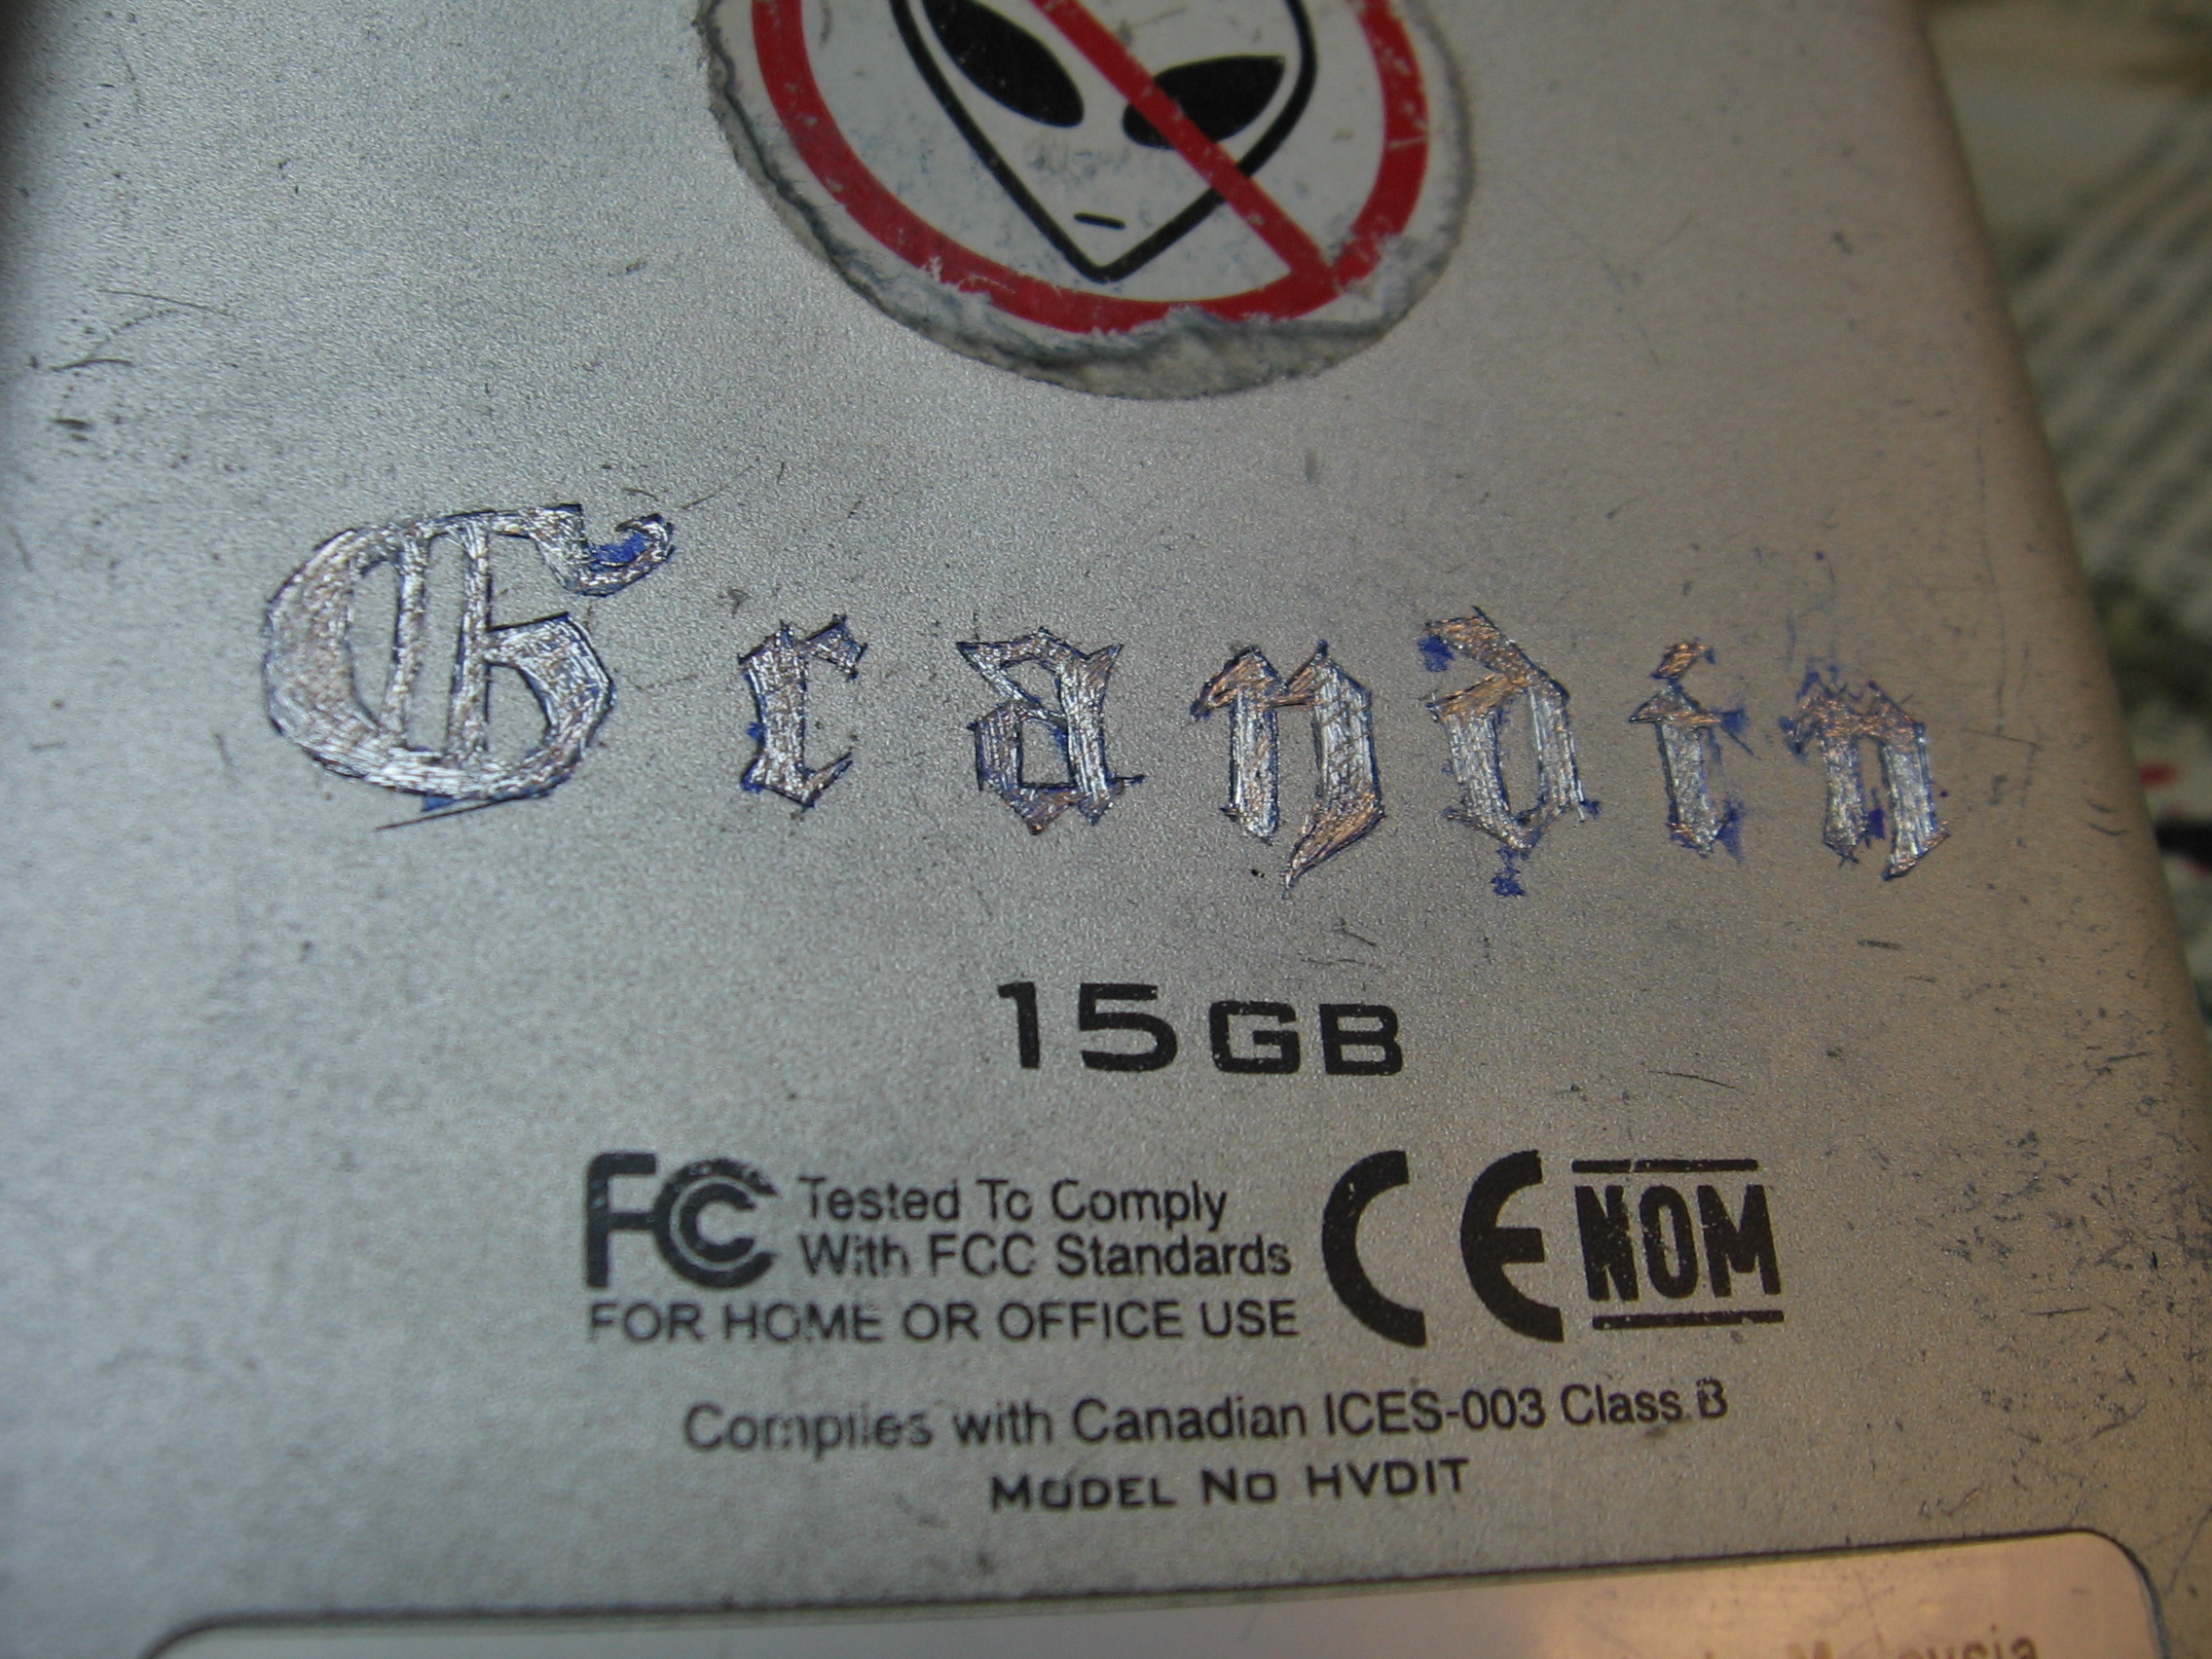 Grandin
15GB
FC Tested To Comply
With FCC Standards
FOR HOME OR OFFICE USE
CE NOM
Complies with Canadian ICES-003 Class B
MODEL NO HVDIT
Malaysia